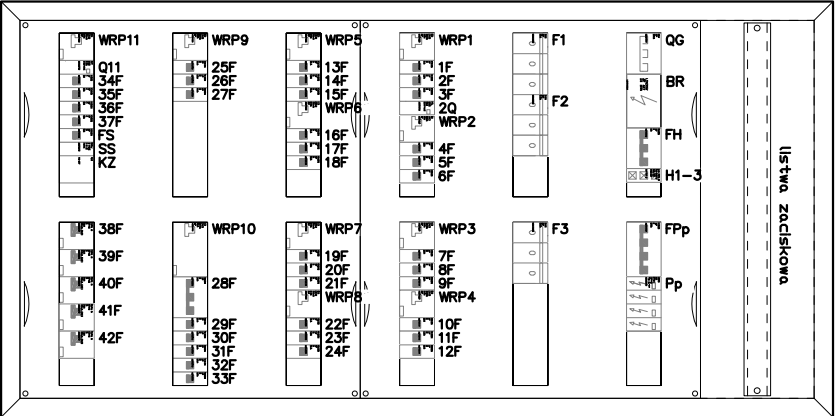 WRP11
Q11
34F
35F
36F
37F
FS
SS
KZ
WRP9
25F
26F
27F
WRP5
13F
14F
15F
WRP6
16F
17F
18F
WRP1
1F
2F
3F
2Q
WRP2
4F
5F
6F
F1
F2
QG
BR
FH
H1-3
38F
39F
40F
41F
42F
WRP10
28F
29F
30F
31F
32F
33F
WRP7
19F
20F
21F
WRP8
22F
23F
24F
WRP3
7F
8F
9F
WRP4
10F
11F
12F
F3
FPp
Pp
listwa zaciskowa